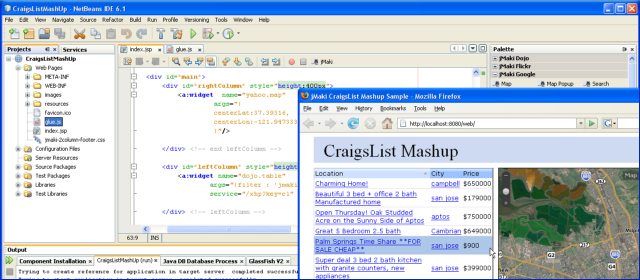 CraigsListMashUp - NetBeans IDE 6.1
File Edit View Navigate Source Refactor Build Run Profile Versioning Tools Window Help
Projects Services
CraigsListMashUp
Web Pages
META-INF
WEB-INF
images
resources
favicon.ico
glue.js
index.jsp
jmaki-2column-footer.css
Configuration Files
Server Resources
Source Packages
Test Packages
Libraries
Test Libraries
index.jsp glue.js
jMaki
<div id="main">
<div id="rightColumn" style="height:400px">
<a:widget name="yahoo.map"
args="{
centerLat:37.39316,
</div> <!-- end leftColumn -->
<div id="leftColumn" style="height
<a:widget name="dojo.table"
args="{filter : 'jmaki
service="/xhp?key=ci
</div> <!-- leftColumn -->
63:9 INS
Palette
jMaki Dojo
jMaki Flickr
jMaki Google
Map Map Popup Search
jMaki CraigsList Mashup Sample - Mozilla Firefox
File Edit View History Bookmarks Tools Help
http://localhost:8080/web/
CraigsList Mashup
Location City Price
Charming Home! campbell $650000
Beautiful 3 bed + office 2 bath
Manufactured home san jose $179000
Open Thursday! Oak Studded
Acre on the Sunny Side of Aptos aptos $750000
Great S Bedroom 2.5 bath Cambrian $649000
Palm Springs Time Share **FOR
SALE CHEAP** san jose $900
Super deal 3 bed 2 bath kitchen
with granite counters, new
appliances san jose $399000
Map
G2
Output
Component Installation CraigsListMashUp (run) Java DB Database Process GlassFish V2
Trying to create reference for application in target server completed success